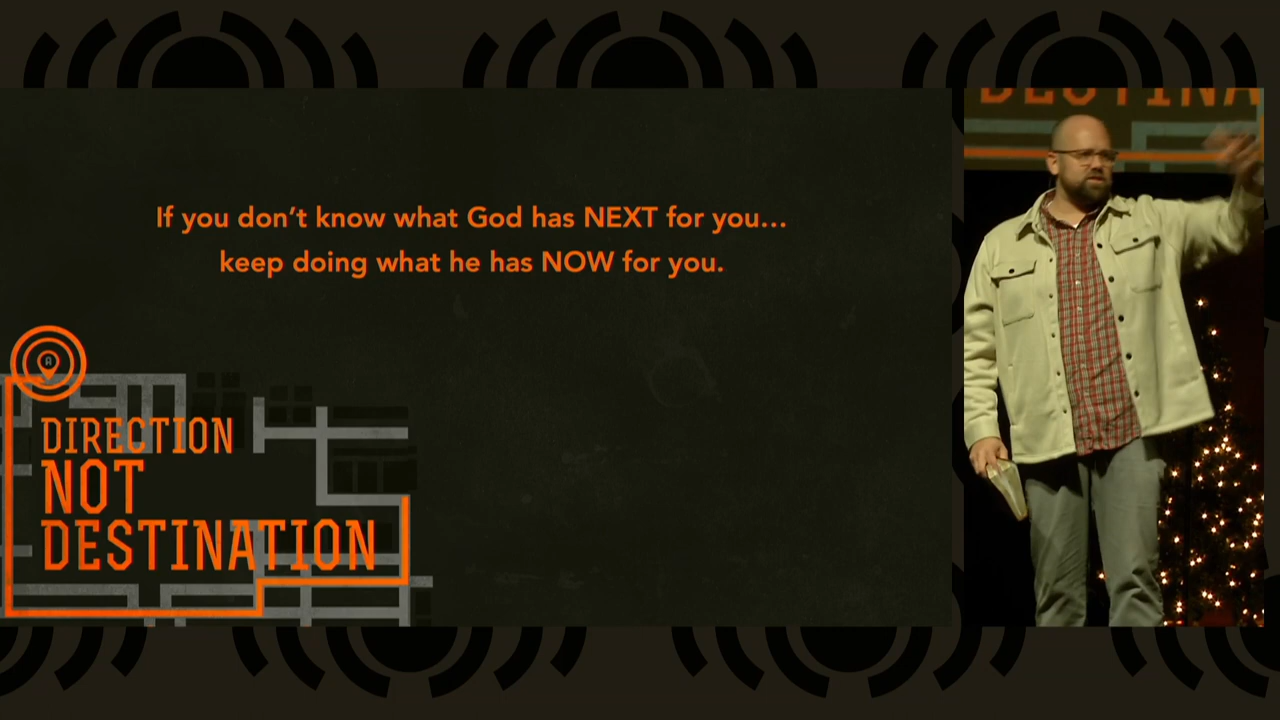 If you don't know what God has NEXT for you...
keep doing what he has NOW for you.
A
DIRECTION
NOT
DESTINATION
DESTINA